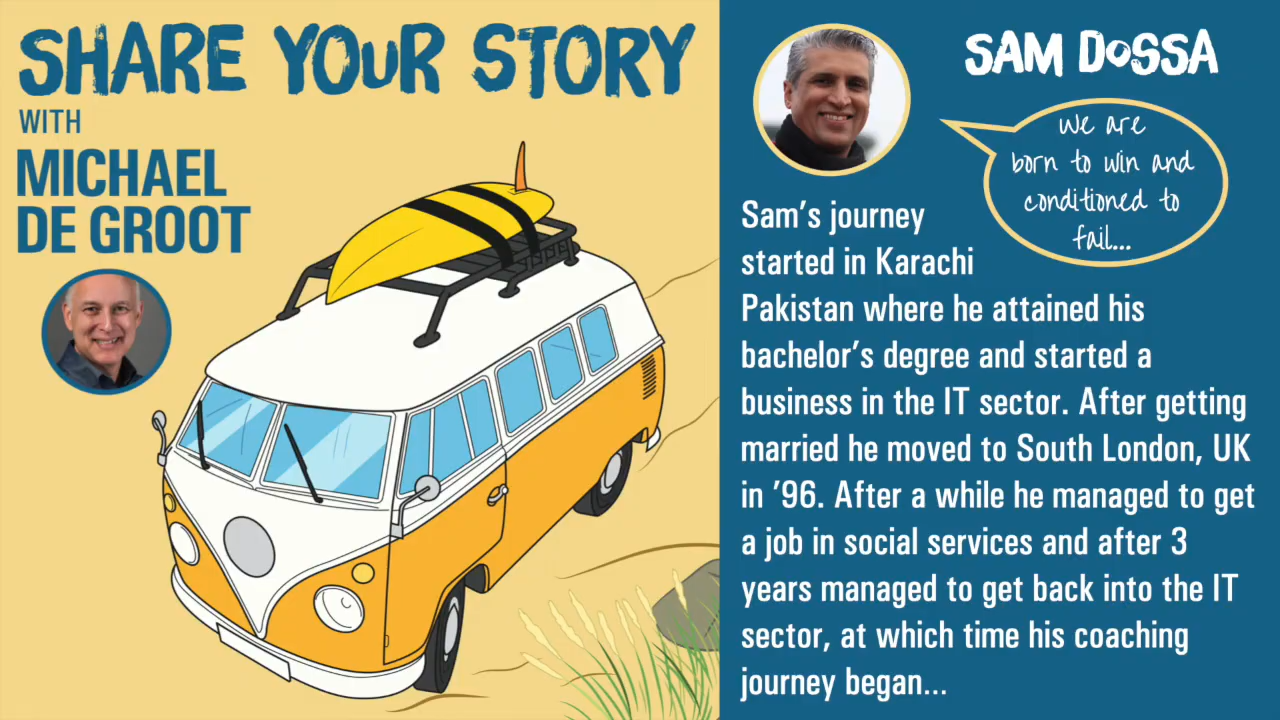 SHARE YOUR STORY
WITH
MICHAEL
DE GROOT
SAM DOSSA
We are
born to win and
conditioned to
fail...
Sam's journey
started in Karachi
Pakistan where he attained his
bachelor's degree and started a
business in the IT sector. After getting
married he moved to South London, UK
in '96. After a while he managed to get
a job in social services and after 3
years managed to get back into the IT
sector, at which time his coaching
journey began...